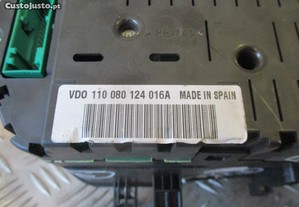 CustoJusto.pt
VDO 110 080 124 016A MADE IN SPAIN